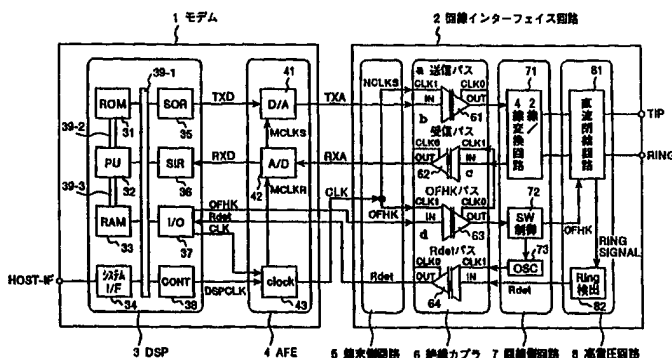 1 モデム
2 回線インターフェイス回路
39-1
ROM
31
SOR
35
TXD
41
D/A
TXA
NCLKS
a 送信パス
CLK1
CLK0
IN
OUT
61
b
71
4線変換回路
2線/
81
直流閉結回路
TIP
RING
39-2
MCLKS
PU
32
SIR
36
RXD
A/D
42
RXA
受信パス
CLK0
CLK1
OUT
IN
62
c
39-3
MCLKR
CLK
RAM
33
I/O
37
OFHK
Rdet
CLK
OFHK
OFHKパス
CLK1
CLK0
IN
OUT
63
d
72
SW制御
73
OSC
OFHK
RING SIGNAL
HOST-IF
システムI/F
34
CONT
38
DSPCLK
clock
43
Rdet
Rdetパス
CLK0
CLK1
OUT
IN
64
Rdet
Ring検出
82
3 DSP
4 AFE
5 端末側回路
6 絶縁カプラ
7 回線側回路
8 高電圧回路